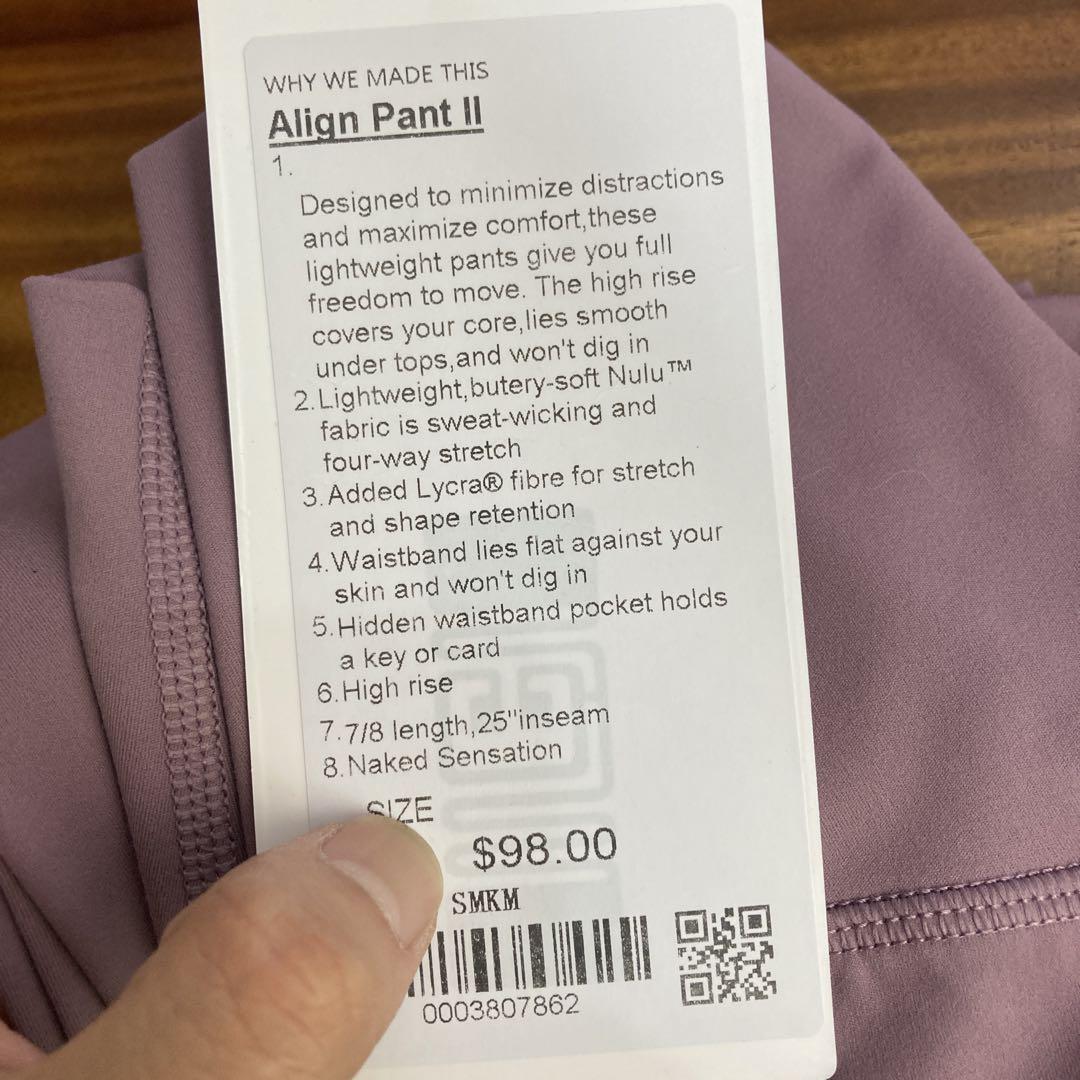 WHY WE MADE THIS
Align Pant II
1.
Designed to minimize distractions
and maximize comfort,these
lightweight pants give you full
freedom to move. The high rise
covers your core,lies smooth
under tops,and won't dig in
2.Lightweight,butery-soft Nulu™
fabric is sweat-wicking and
four-way stretch
3.Added Lycra® fibre for stretch
and shape retention
4.Waistband lies flat against your
skin and won't dig in
5.Hidden waistband pocket holds
a key or card
6.High rise
7.7/8 length,25"inseam
8.Naked Sensation
SIZE
$98.00
SMKM
0003807862